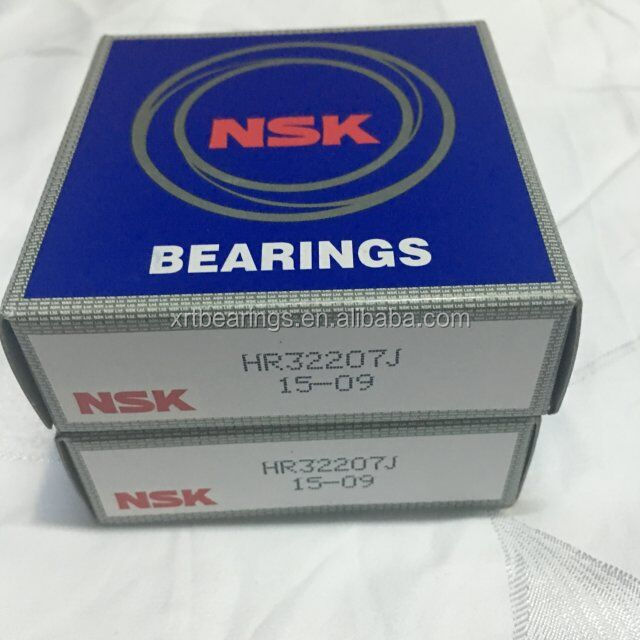 NSK
BEARINGS
xrtbearings.en.alibaba.com
HR32207J
15-09
NSK
HR32207J
15-09
NSK